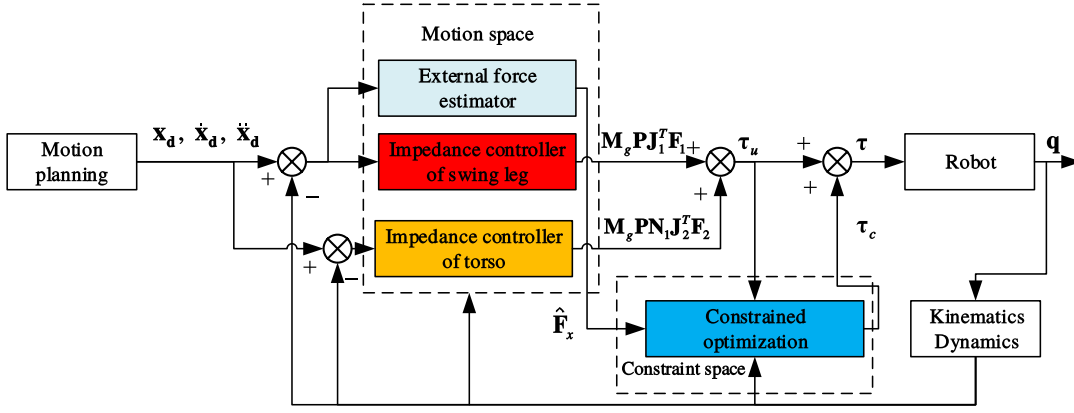 Motion space
External force
estimator
𝐱_𝐝, 𝐱̇_𝐝, 𝐱̈_𝐝
Motion
planning
+
−
Impedance controller
of swing leg
M_g P J_1^T F_1
+
+
τ_u
+
+
τ
Robot
q
+
−
Impedance controller
of torso
M_g P N_1 J_2^T F_2
τ_c
F̂_x
Constrained
optimization
Constraint space
Kinematics
Dynamics